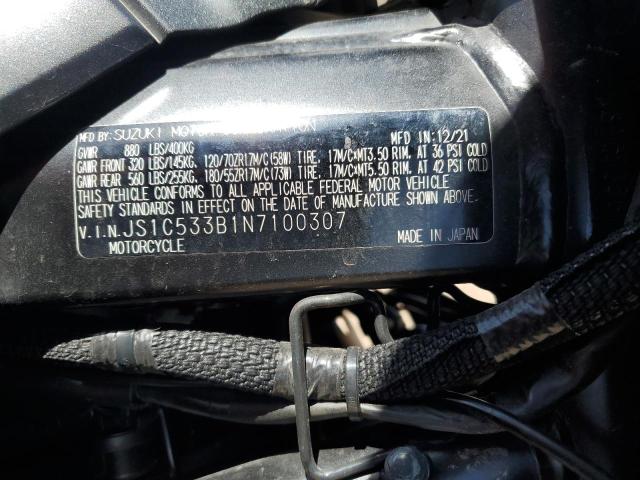 MFD BY: SUZUKI MOTOR CORPORATION MFD IN: 12/21
GVWR 880 LBS/400KG
GAWR FRONT 320 LBS/145KG. 120/70ZR17M/C(58W) TIRE. 17M/C×MT3.50 RIM. AT 36 PSI COLD
GAWR REAR 560 LBS/255KG. 180/55ZR17M/C(73W) TIRE. 17M/C×MT5.50 RIM. AT 42 PSI COLD
THIS VEHICLE CONFORMS TO ALL APPLICABLE FEDERAL MOTOR VEHICLE
SAFETY STANDARDS IN EFFECT ON THE DATE OF MANUFACTURE SHOWN ABOVE.
V.I.N. JS1C533B1N7100307
MOTORCYCLE MADE IN JAPAN